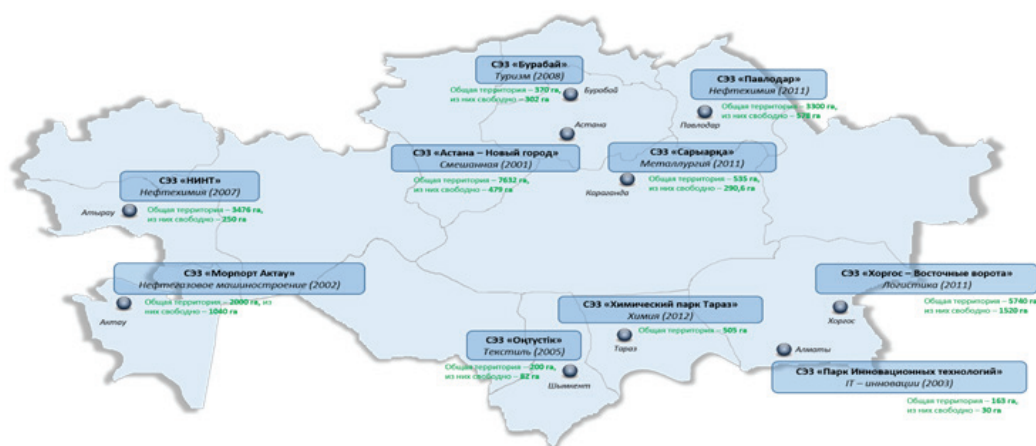 СЭЗ «Бурабай»
Туризм (2008)
Общая территория – 370 га,
из них свободно – 302 га
Бурабай
СЭЗ «Павлодар»
Нефтехимия (2011)
Общая территория – 3300 га,
из них свободно – га
Павлодар
Астана
СЭЗ «Астана – Новый город»
Смешанная (2001)
Общая территория – 7632 га,
из них свободно – 479 га
СЭЗ «Сарыарқа»
Металлургия (2011)
Общая территория – 535 га,
из них свободно – 290,6 га
Караганда
СЭЗ «НИНТ»
Нефтехимия (2007)
Общая территория – 3476 га,
из них свободно – 250 га
Атырау
СЭЗ «Морпорт Актау»
Нефтегазовое машиностроение (2002)
Общая территория – 2000 га, из
них свободно – 1040 га
Актау
СЭЗ «Хоргос – Восточные ворота»
Логистика (2011)
Общая территория – 5740 га
из них свободно – 1520 га
Хоргос
СЭЗ «Химический парк Тараз»
Химия (2012)
Общая территория – 505 га
Тараз
СЭЗ «Оңтүстік»
Текстиль (2005)
Общая территория – 200 га,
из них свободно – 82 га
Шымкент
Алматы
СЭЗ «Парк Инновационных технологий»
IT – инновации (2003)
Общая территория – 163 га
из них свободно – 30 га